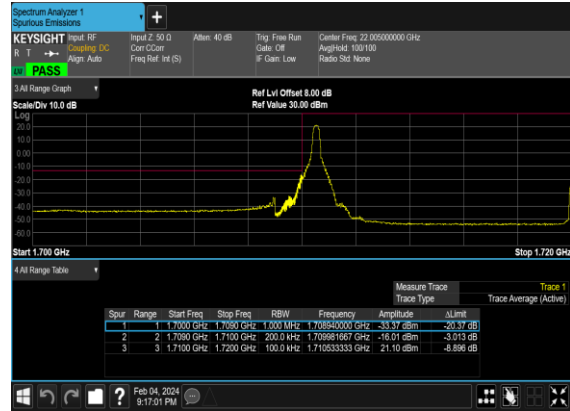 Spectrum Analyzer 1
Spurious Emissions
KEYSIGHT Input: RF Input Z: 50 Ω Atten: 40 dB Trig: Free Run Center Freq: 22.005000000 GHz
R T Coupling: DC Corr CCorr Gate: Off Avg|Hold: 100/100
Align: Auto Freq Ref: Int (S) IF Gain: Low Radio Std: None
PASS
3 All Range Graph
Ref Lvl Offset 8.00 dB
Scale/Div 10.0 dB Ref Value 30.00 dBm
Log
20.0
10.0
0.00
-10.0
-20.0
-30.0
-40.0
-50.0
-60.0
Start 1.700 GHz Stop 1.720 GHz
4 All Range Table
Measure Trace Trace 1
Trace Type Trace Average (Active)
Spur Range Start Freq Stop Freq RBW Frequency Amplitude ΔLimit
1 1 1.7000 GHz 1.7090 GHz 1.000 MHz 1.708940000 GHz -33.37 dBm -20.37 dB
2 2 1.7090 GHz 1.7100 GHz 200.0 kHz 1.709981667 GHz -16.01 dBm -3.013 dB
3 3 1.7100 GHz 1.7200 GHz 100.0 kHz 1.710533333 GHz 21.10 dBm -8.896 dB
? Feb 04, 2024
9:17:01 PM